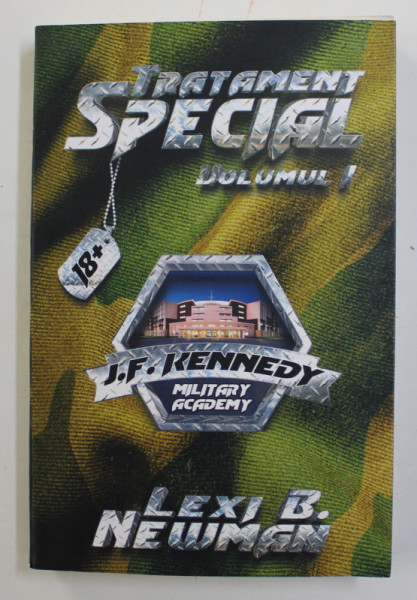 TRATAMENT
SPECIAL
VOLUMUL I
18+
J.F. KENNEDY
MILITARY
ACADEMY
LEXI B.
NEWMAN